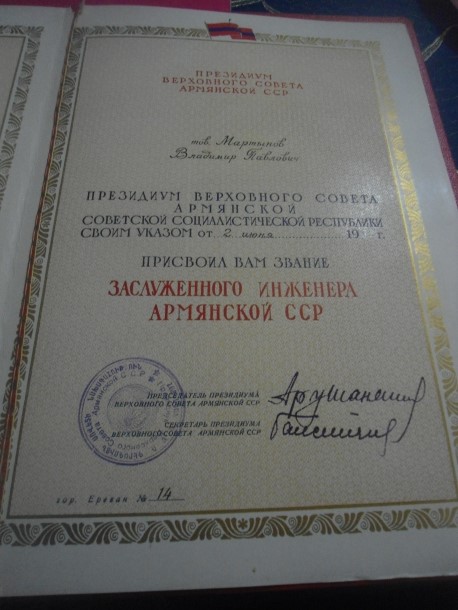 ПРЕЗИДИУМ
ВЕРХОВНОГО СОВЕТА
АРМЯНСКОЙ ССР
тов. Мартынов
Владимир Павлович
ПРЕЗИДИУМ ВЕРХОВНОГО СОВЕТА
АРМЯНСКОЙ
СОВЕТСКОЙ СОЦИАЛИСТИЧЕСКОЙ РЕСПУБЛИКИ
СВОИМ УКАЗОМ от 2 июня 19 г.
ПРИСВОИЛ ВАМ ЗВАНИЕ
ЗАСЛУЖЕННОГО ИНЖЕНЕРА
АРМЯНСКОЙ ССР
ПРЕДСЕДАТЕЛЬ ПРЕЗИДИУМА
ВЕРХОВНОГО СОВЕТА АРМЯНСКОЙ ССР
СЕКРЕТАРЬ ПРЕЗИДИУМА
ВЕРХОВНОГО СОВЕТА АРМЯНСКОЙ ССР
гор. Ереван № 14